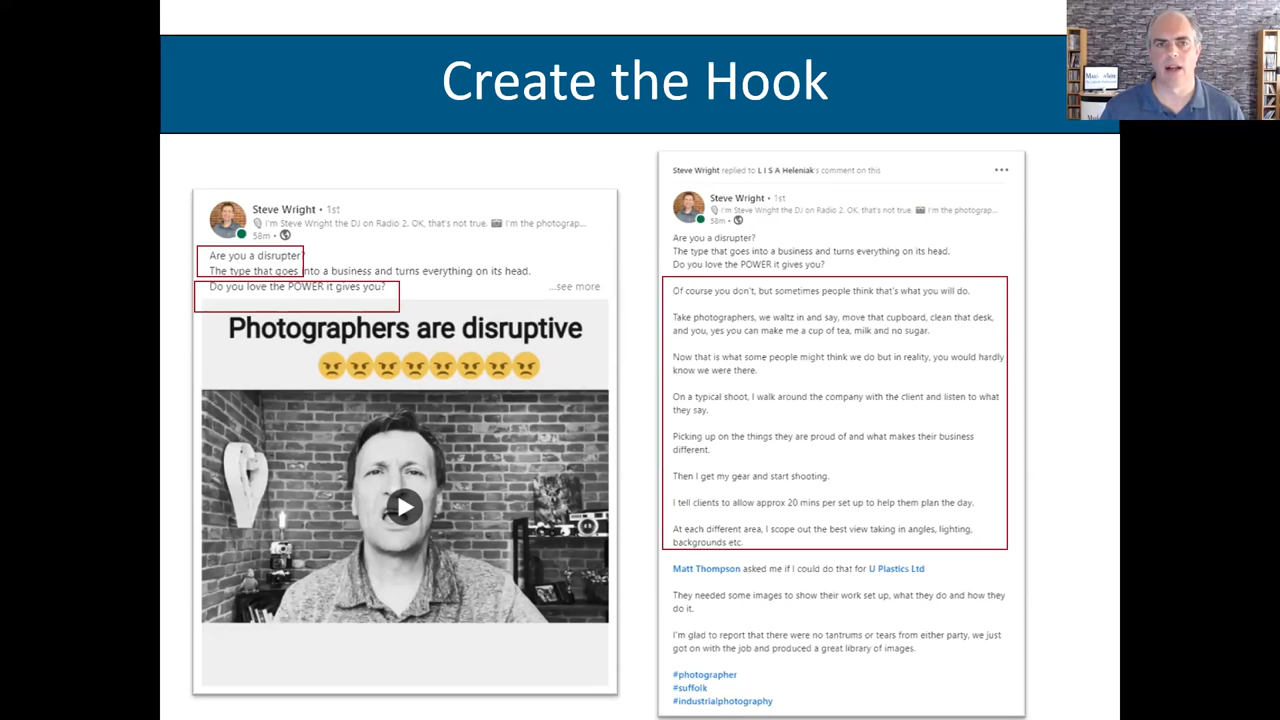 Create the Hook
Steve Wright • 1st
I'm Steve Wright the DJ on Radio 2. OK, that's not true. I'm the photograp...
58m •
Are you a disrupter?
The type that goes into a business and turns everything on its head.
Do you love the POWER it gives you?
...see more
Photographers are disruptive
Steve Wright replied to L I S A Heleniak's comment on this
Steve Wright • 1st
I'm Steve Wright the DJ on Radio 2. OK, that's not true. I'm the photograp...
58m •
Are you a disrupter?
The type that goes into a business and turns everything on its head.
Do you love the POWER it gives you?
Of course you don't, but sometimes people think that's what you will do.
Take photographers, we waltz in and say, move that cupboard, clean that desk,
and you, yes you can make me a cup of tea, milk and no sugar.
Now that is what some people might think we do but in reality, you would hardly
know we were there.
On a typical shoot, I walk around the company with the client and listen to what
they say.
Picking up on the things they are proud of and what makes their business
different.
Then I get my gear and start shooting.
I tell clients to allow approx 20 mins per set up to help them plan the day.
At each different area, I scope out the best view taking in angles, lighting,
backgrounds etc.
Matt Thompson asked me if I could do that for U Plastics Ltd
They needed some images to show their work set up, what they do and how they
do it.
I'm glad to report that there were no tantrums or tears from either party, we just
got on with the job and produced a great library of images.
#photographer
#suffolk
#industrialphotography